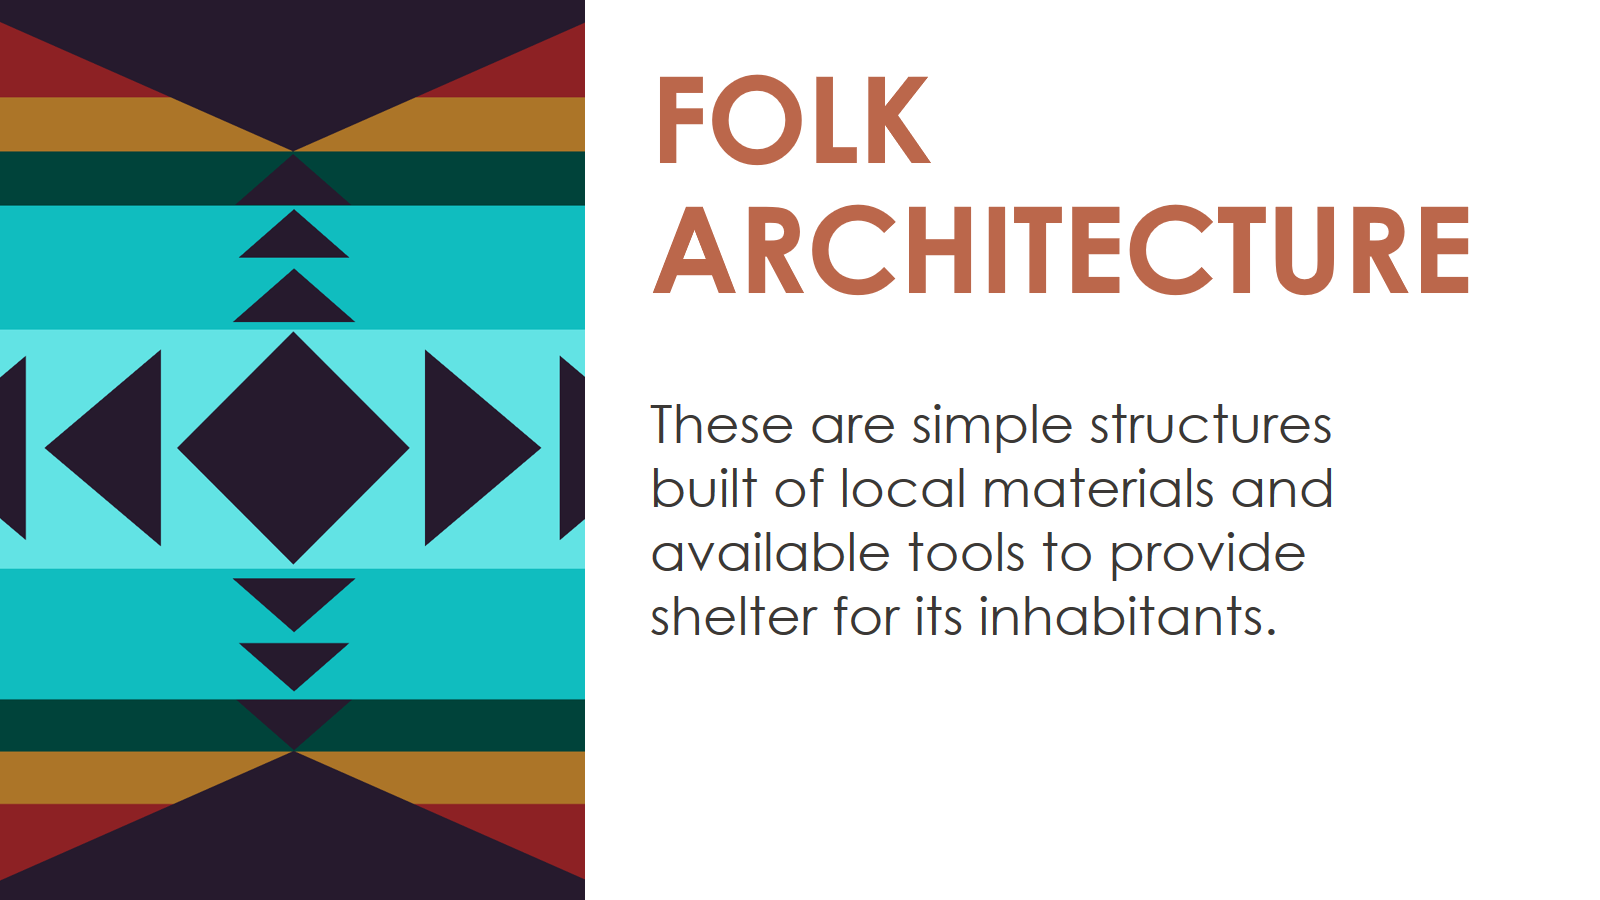 FOLK
ARCHITECTURE
These are simple structures
built of local materials and
available tools to provide
shelter for its inhabitants.